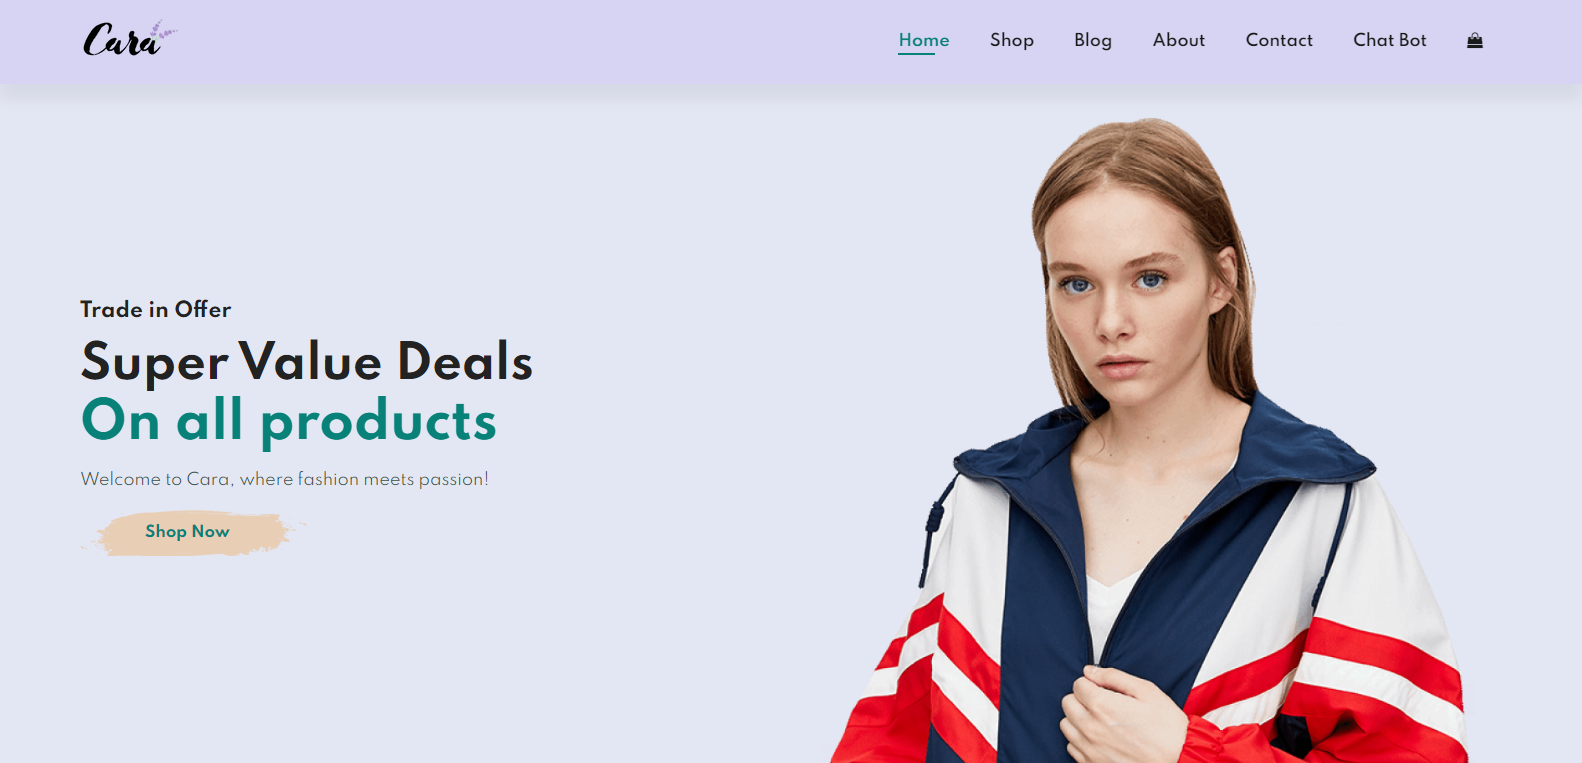 Cara
Home Shop Blog About Contact Chat Bot
Trade in Offer
Super Value Deals
On all products
Welcome to Cara, where fashion meets passion!
Shop Now